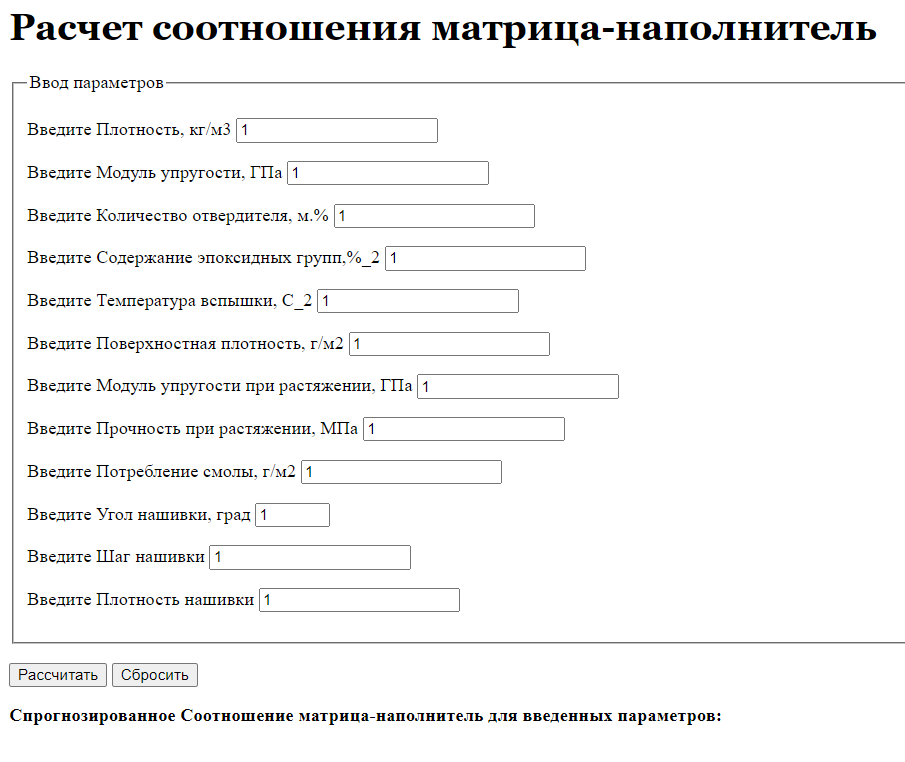 Расчет соотношения матрица-наполнитель
Ввод параметров
Введите Плотность, кг/м3 1
Введите Модуль упругости, ГПа 1
Введите Количество отвердителя, м.% 1
Введите Содержание эпоксидных групп,%_2 1
Введите Температура вспышки, С_2 1
Введите Поверхностная плотность, г/м2 1
Введите Модуль упругости при растяжении, ГПа 1
Введите Прочность при растяжении, МПа 1
Введите Потребление смолы, г/м2 1
Введите Угол нашивки, град 1
Введите Шаг нашивки 1
Введите Плотность нашивки 1
Рассчитать Сбросить
Спрогнозированное Соотношение матрица-наполнитель для введенных параметров: